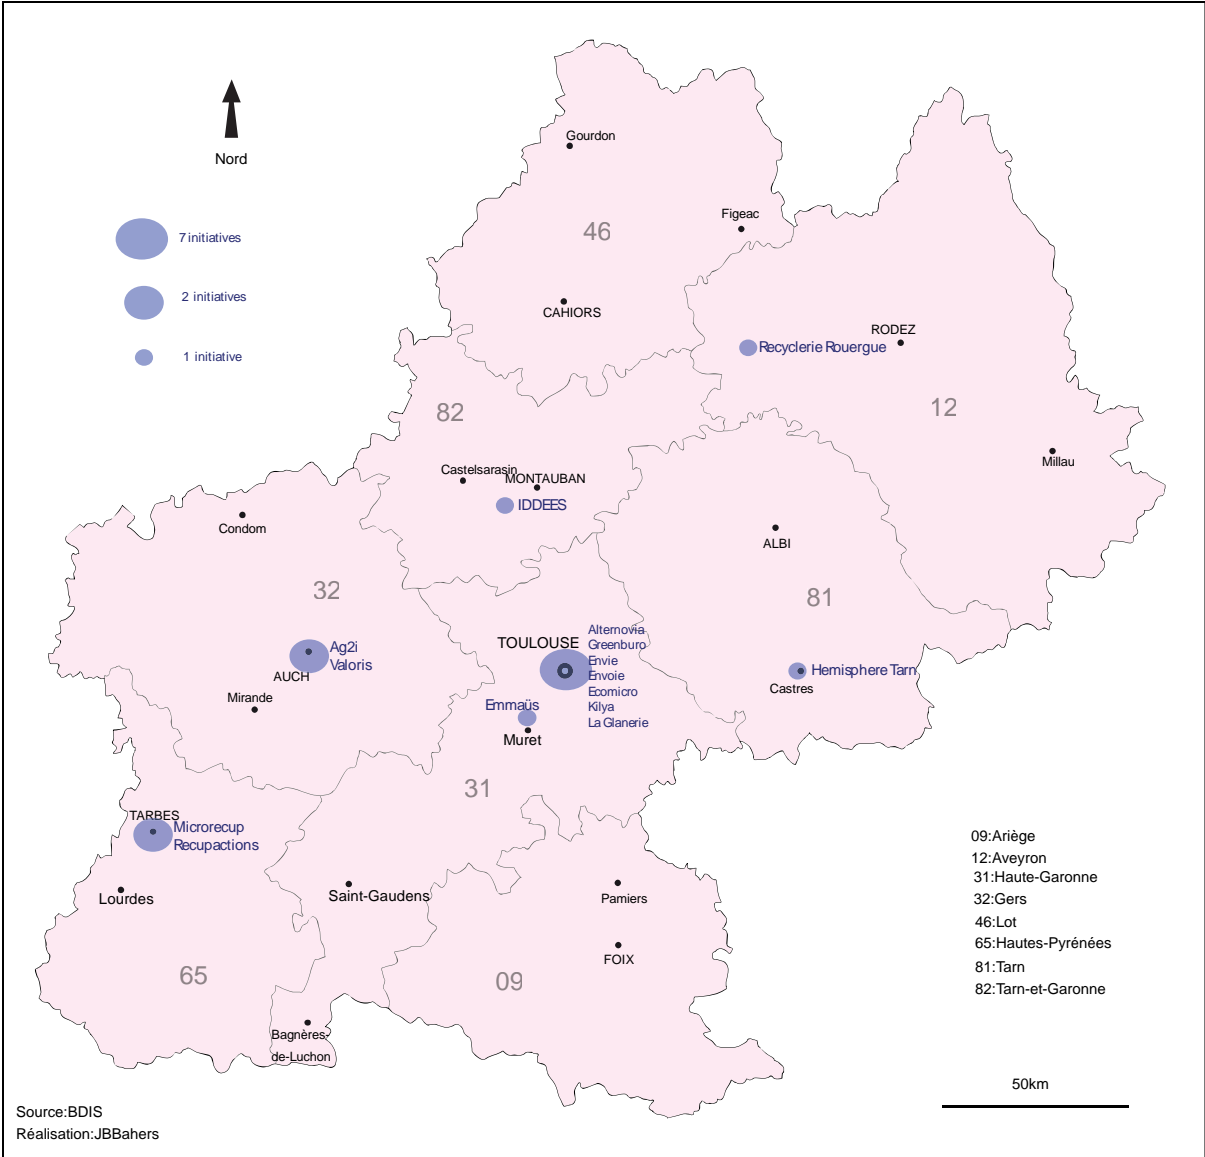 Nord
7 initiatives
2 initiatives
1 initiative
Gourdon
Figeac
46
CAHIORS
RODEZ
Recyclerie Rouergue
12
82
Castelsarasin
MONTAUBAN
IDDEES
Millau
Condom
ALBI
32
81
Ag2i
Valoris
AUCH
Mirande
TOULOUSE
Alternovia
Greenburo
Envie
Envoie
Ecomicro
Kilya
La Glanerie
Emmaüs
Muret
Hemisphere Tarn
Castres
31
TARBES
Microrecup
Recupactions
Lourdes
Saint-Gaudens
Pamiers
FOIX
65
09
Bagnères-
de-Luchon
09:Ariège
12:Aveyron
31:Haute-Garonne
32:Gers
46:Lot
65:Hautes-Pyrénées
81:Tarn
82:Tarn-et-Garonne
50km
Source:BDIS
Réalisation:JBBahers